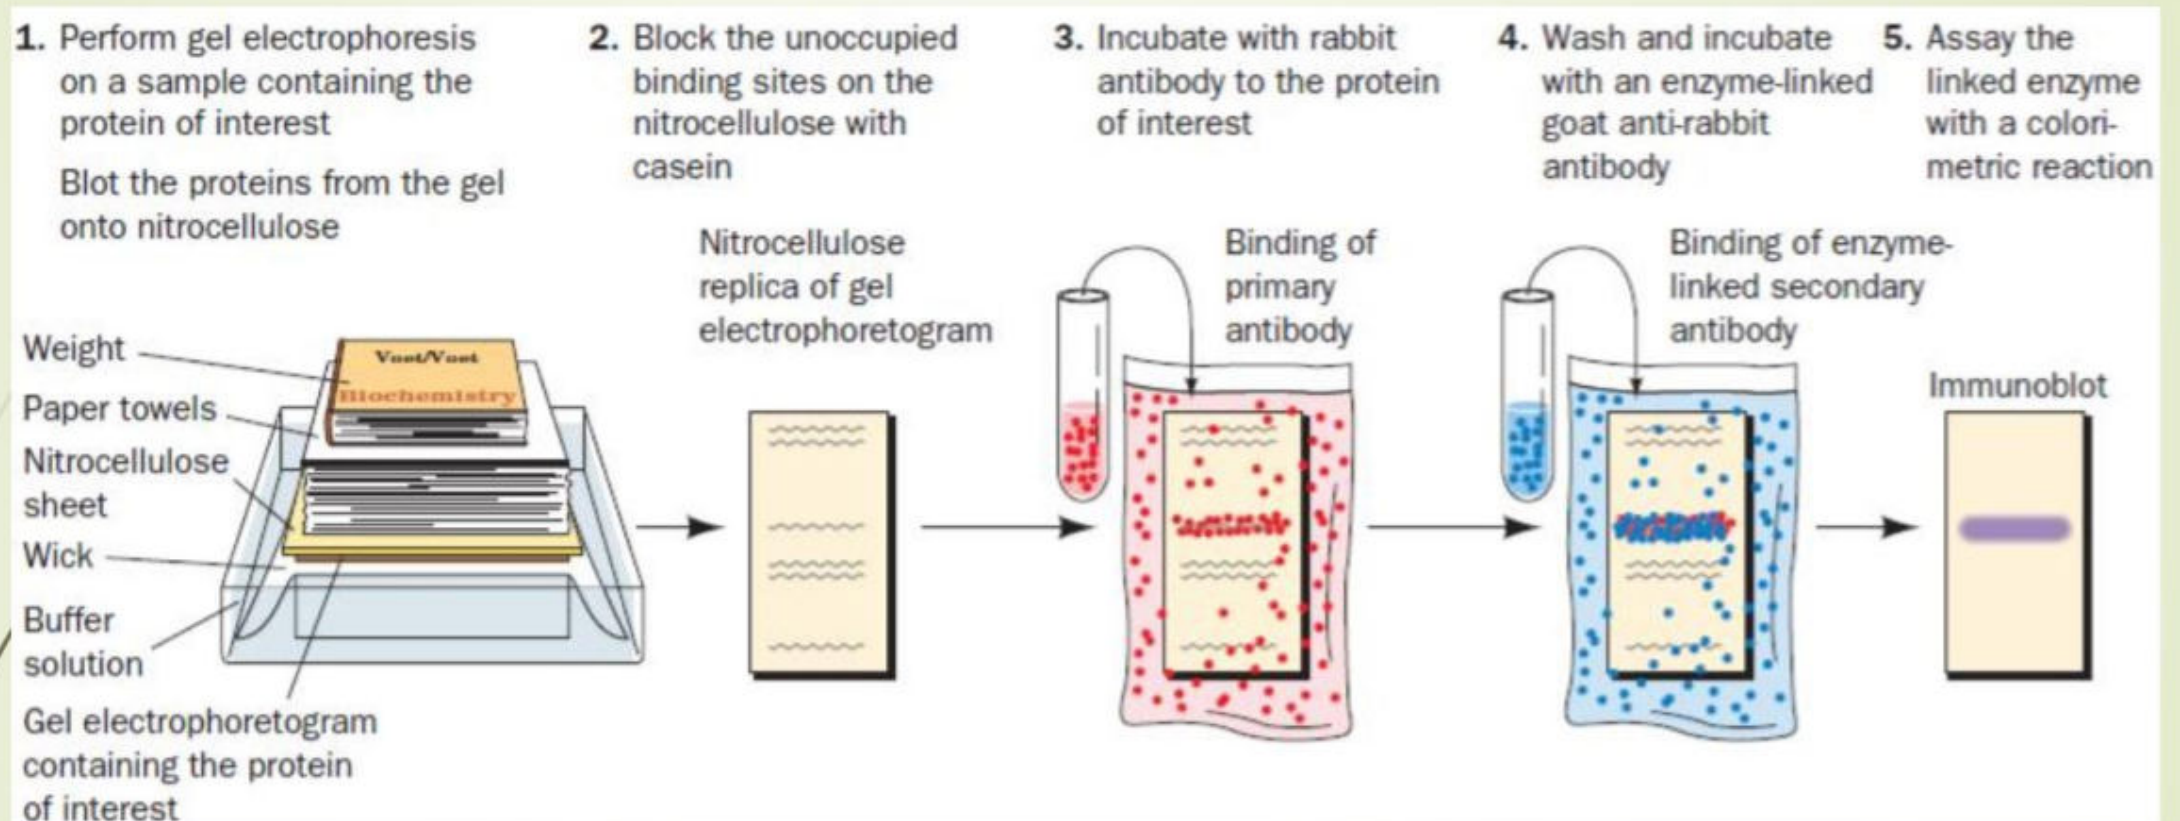 1. Perform gel electrophoresis
on a sample containing the
protein of interest
Blot the proteins from the gel
onto nitrocellulose
2. Block the unoccupied
binding sites on the
nitrocellulose with
casein
3. Incubate with rabbit
antibody to the protein
of interest
4. Wash and incubate
with an enzyme-linked
goat anti-rabbit
antibody
5. Assay the
linked enzyme
with a colori-
metric reaction
Weight
Paper towels
Nitrocellulose
sheet
Wick
Buffer
solution
Gel electrophoretogram
containing the protein
of interest
Voet/Voet
Biochemistry
Nitrocellulose
replica of gel
electrophoretogram
Binding of
primary
antibody
Binding of enzyme-
linked secondary
antibody
Immunoblot